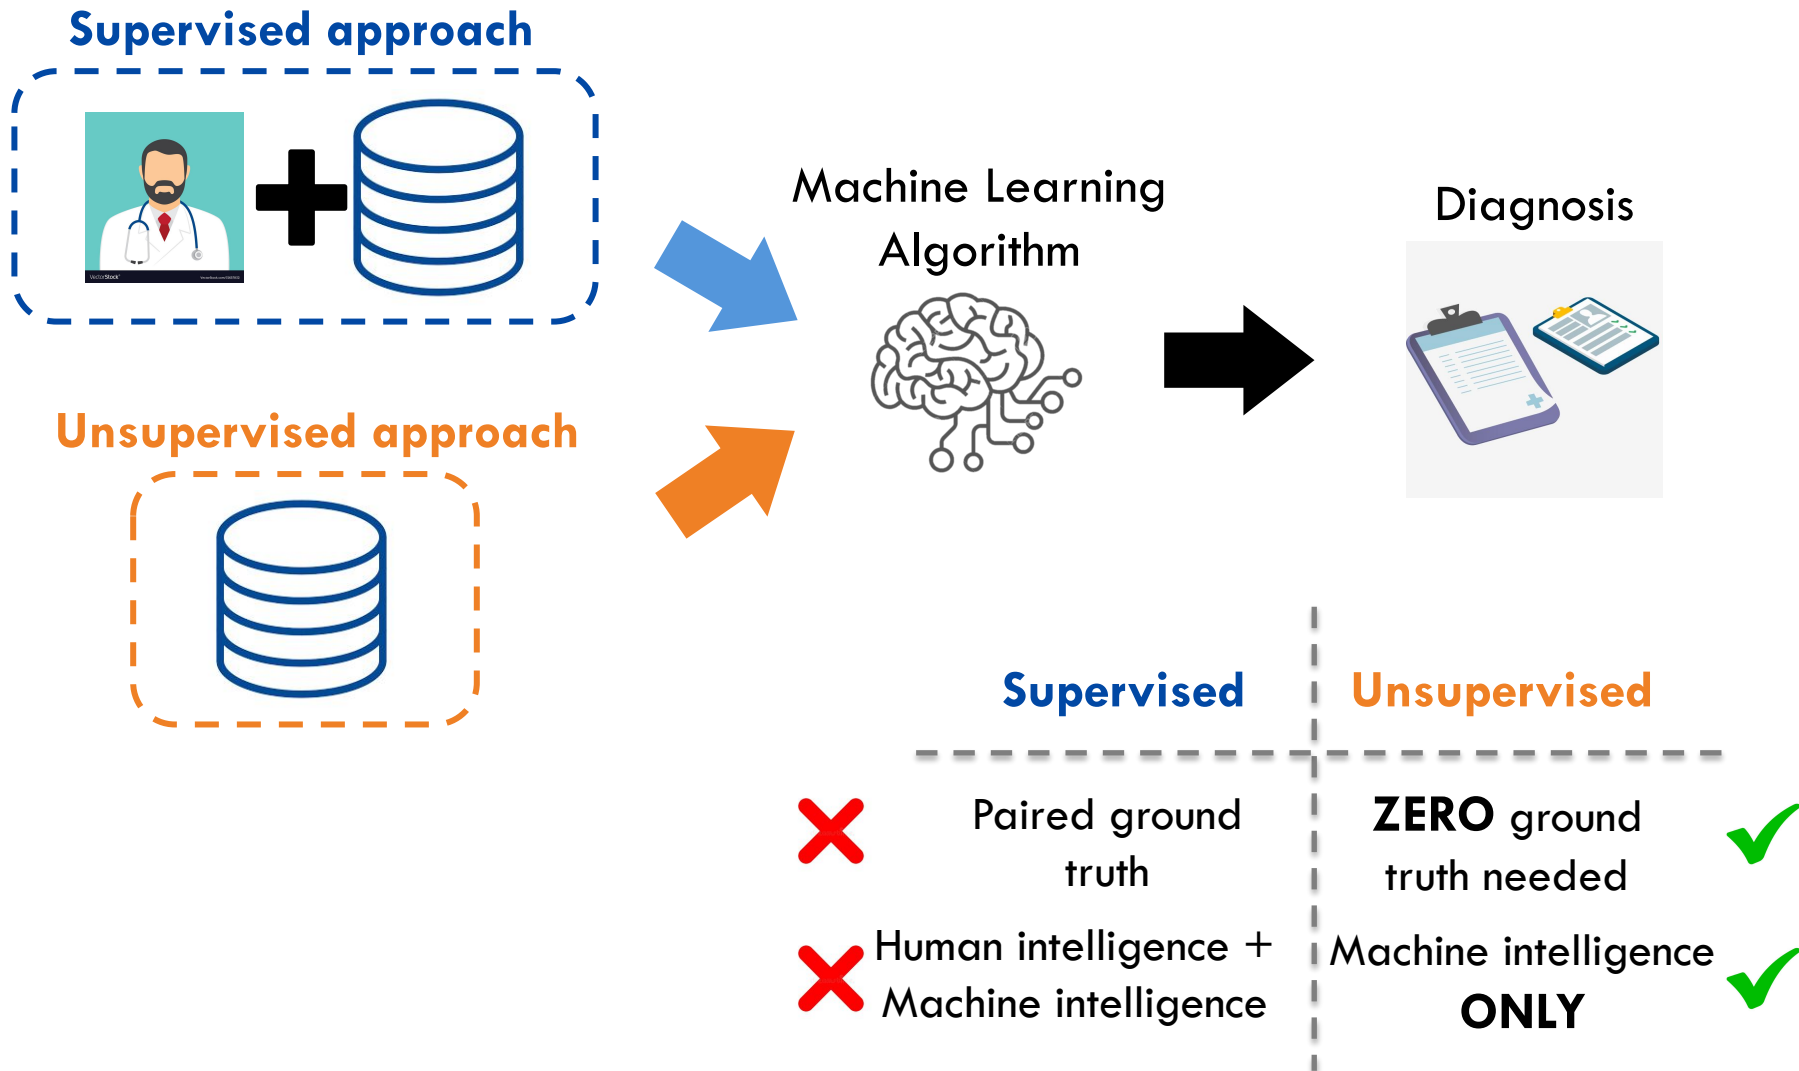 Supervised approach
VectorStock
Unsupervised approach
Machine Learning
Algorithm
Diagnosis
Supervised
Unsupervised
Paired ground
truth
ZERO ground
truth needed
Human intelligence +
Machine intelligence
Machine intelligence
ONLY